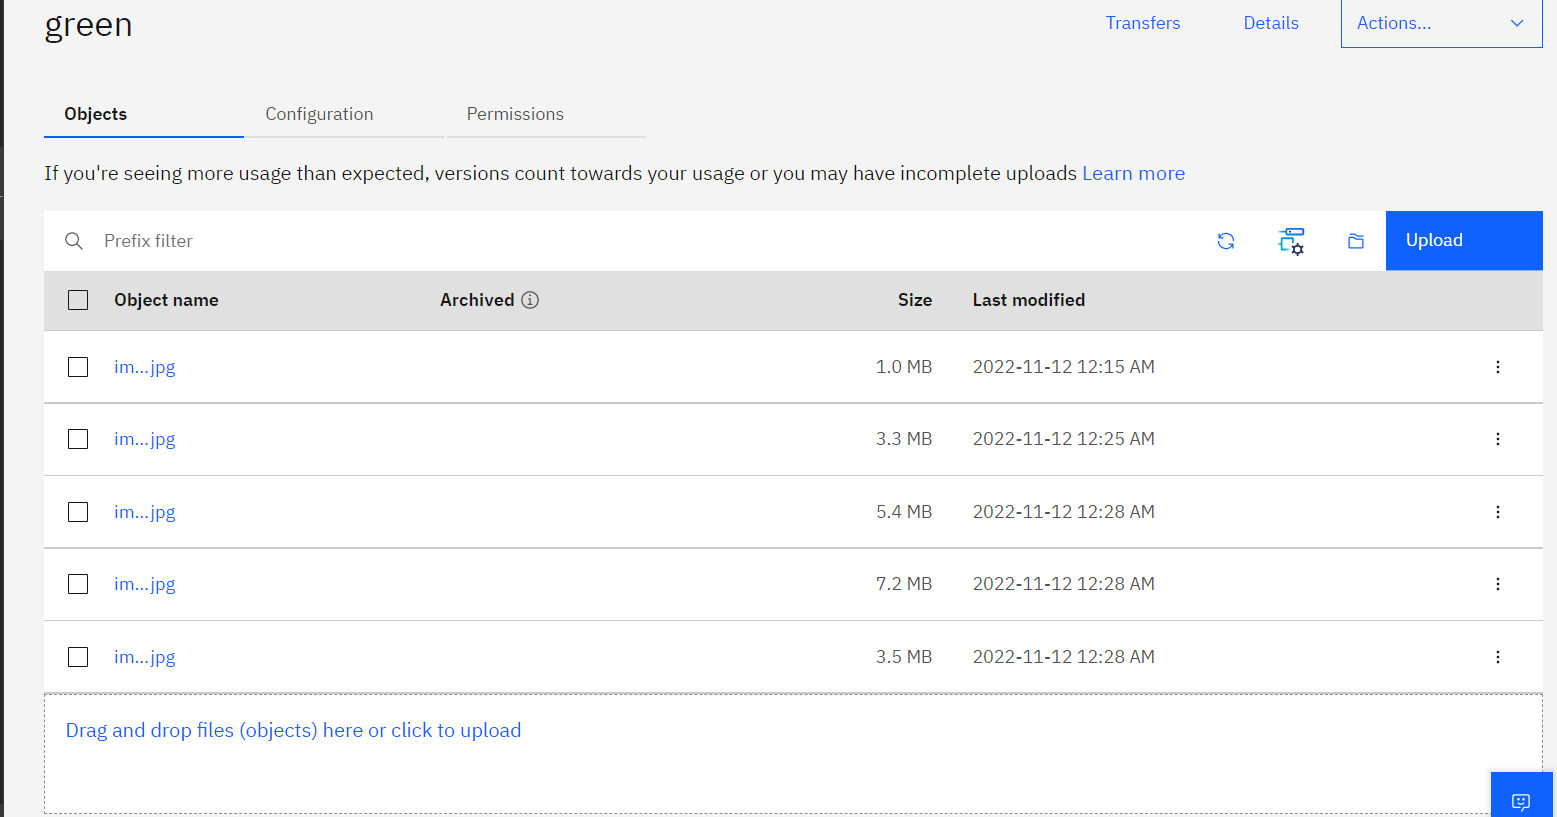 green
Transfers
Details
Actions...
Objects
Configuration
Permissions
If you're seeing more usage than expected, versions count towards your usage or you may have incomplete uploads Learn more
Prefix filter
Upload
Object name
Archived
Size
Last modified
im...jpg
1.0 MB
2022-11-12 12:15 AM
im...jpg
3.3 MB
2022-11-12 12:25 AM
im...jpg
5.4 MB
2022-11-12 12:28 AM
im...jpg
7.2 MB
2022-11-12 12:28 AM
im...jpg
3.5 MB
2022-11-12 12:28 AM
Drag and drop files (objects) here or click to upload